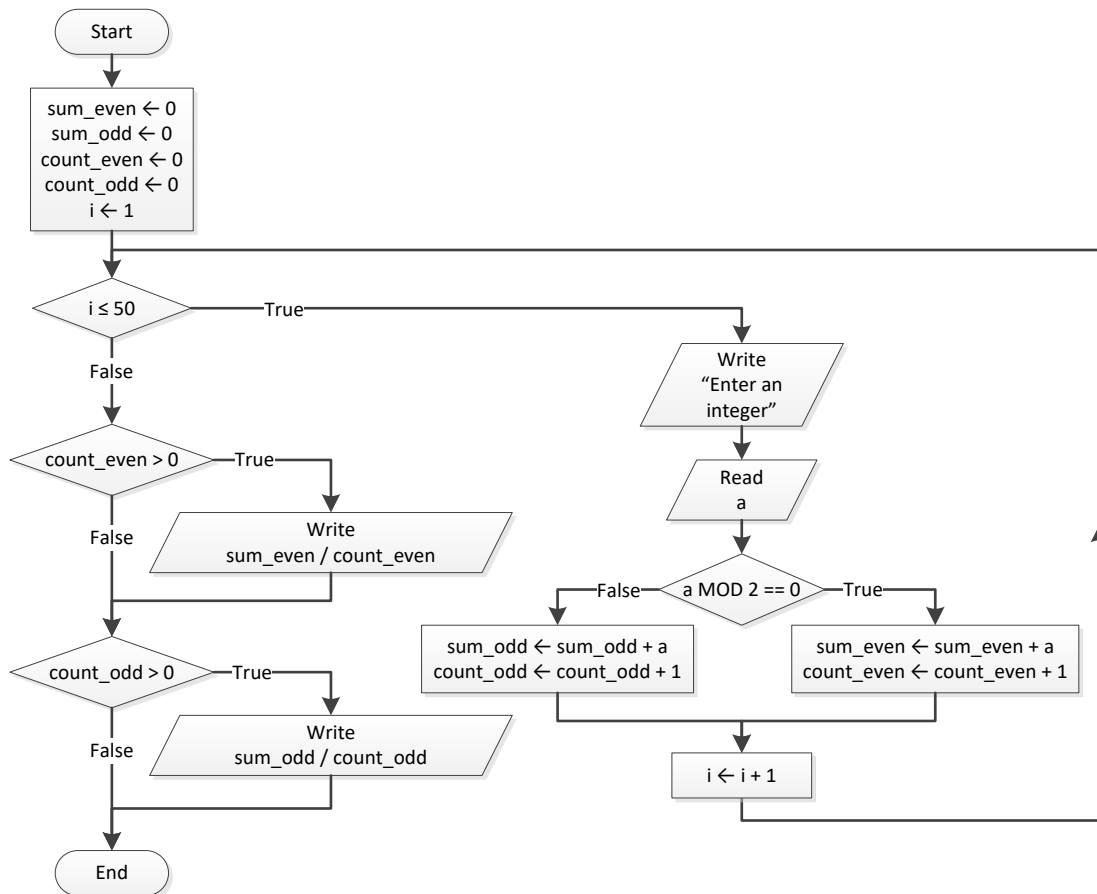 Start
sum_even ← 0
sum_odd ← 0
count_even ← 0
count_odd ← 0
i ← 1
i ≤ 50
True
False
Write
“Enter an
integer”
Read
a
a MOD 2 == 0
False
True
sum_odd ← sum_odd + a
count_odd ← count_odd + 1
sum_even ← sum_even + a
count_even ← count_even + 1
i ← i + 1
count_even > 0
True
False
Write
sum_even / count_even
count_odd > 0
True
False
Write
sum_odd / count_odd
End